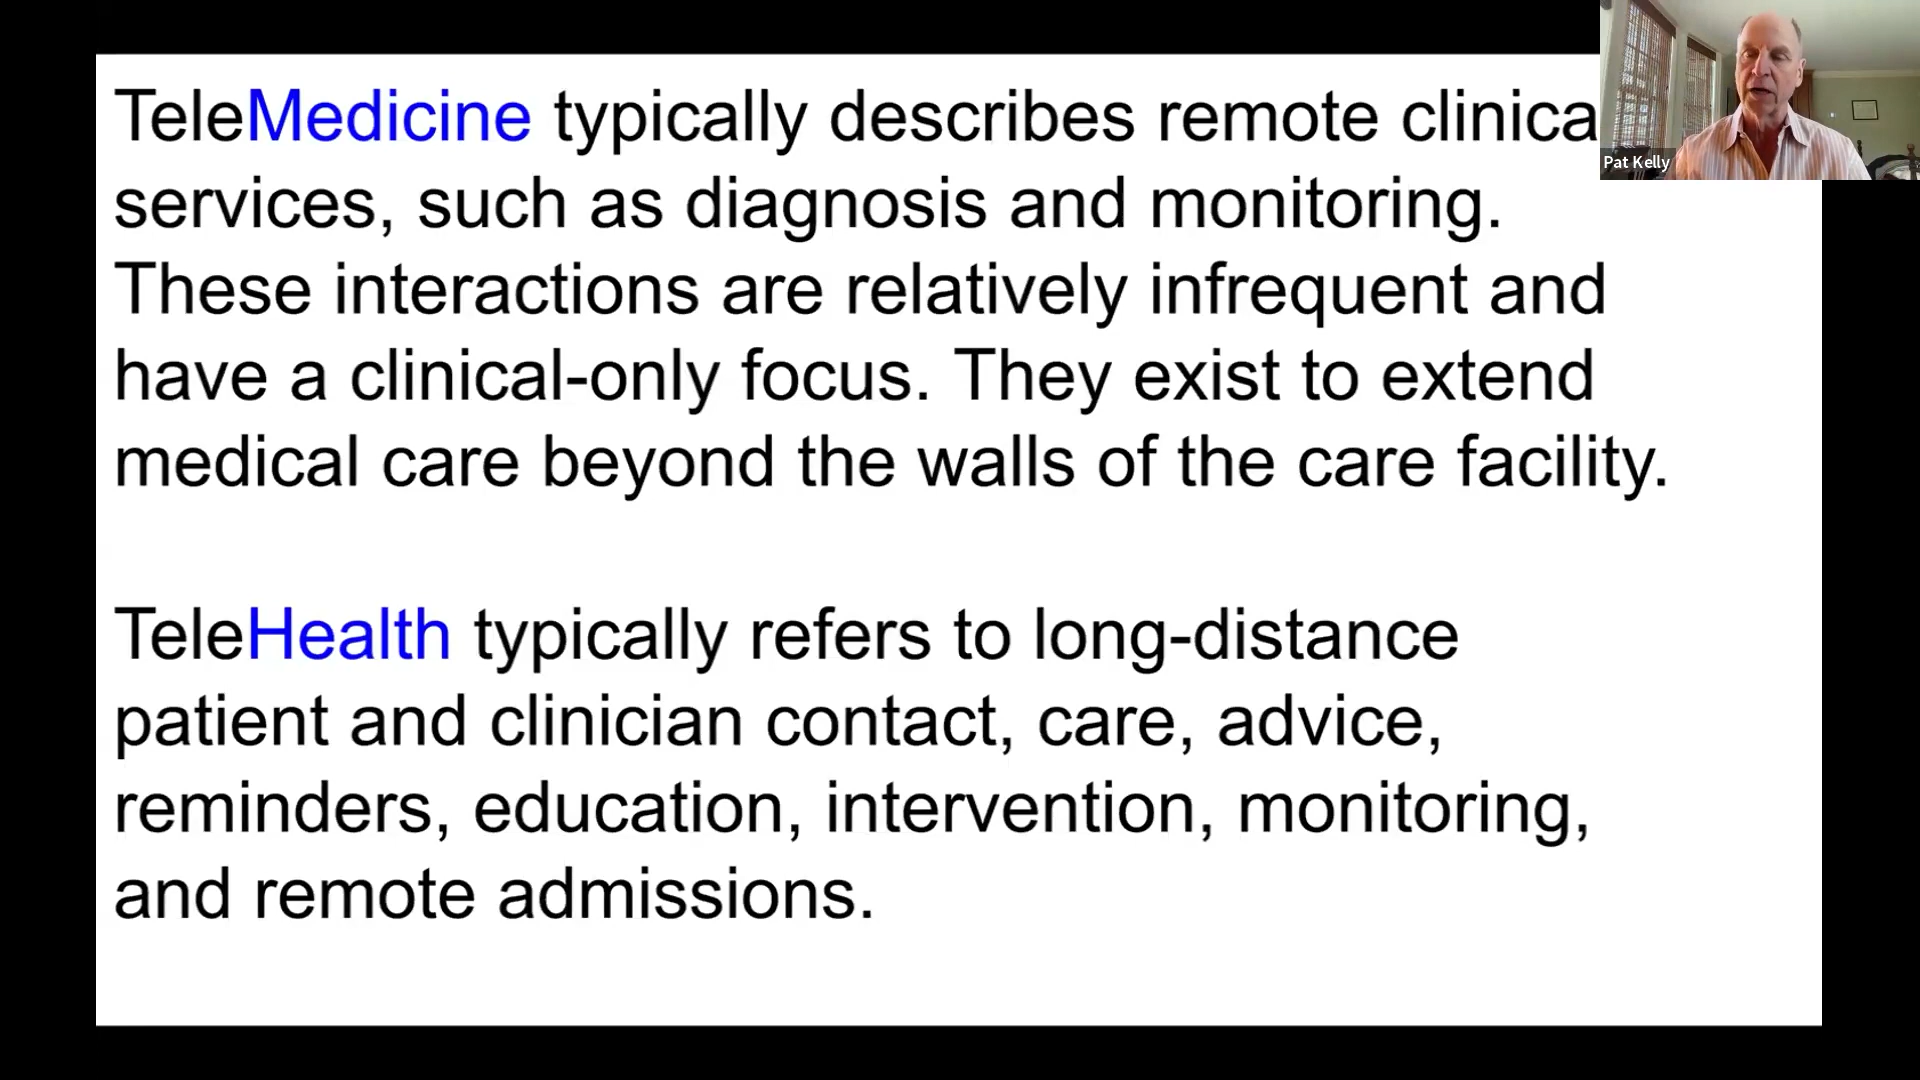 TeleMedicine typically describes remote clinica
services, such as diagnosis and monitoring.
These interactions are relatively infrequent and
have a clinical-only focus. They exist to extend
medical care beyond the walls of the care facility.
TeleHealth typically refers to long-distance
patient and clinician contact, care, advice,
reminders, education, intervention, monitoring,
and remote admissions.
Pat Kelly